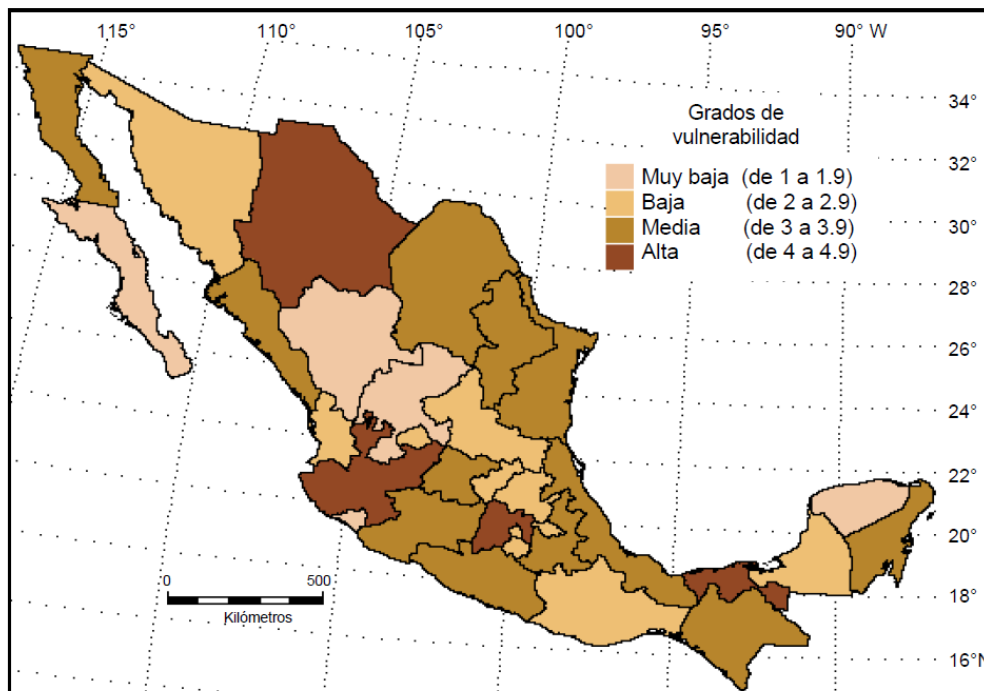 115° 110° 105° 100° 95° 90° W
Grados de
vulnerabilidad
Muy baja (de 1 a 1.9)
Baja (de 2 a 2.9)
Media (de 3 a 3.9)
Alta (de 4 a 4.9)
34°
32°
30°
28°
26°
24°
22°
20°
18°
16°N
0 500
Kilómetros